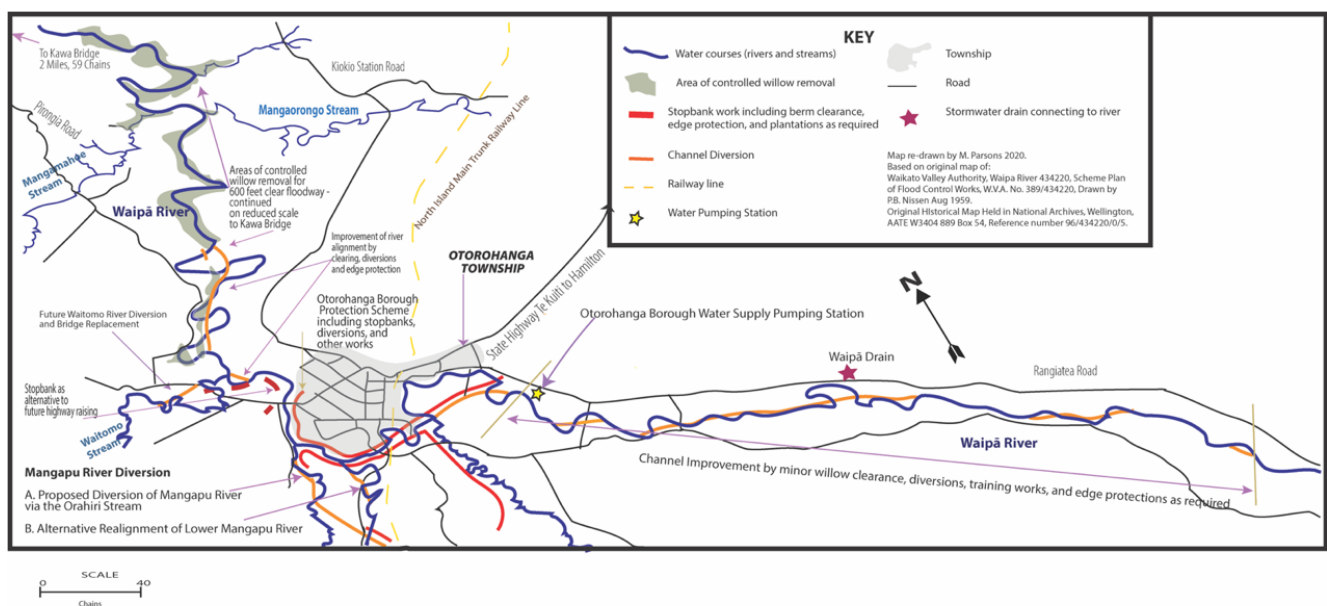 To Kawa Bridge
2 Miles, 59 Chains
Pirongia Road
Mangamahoe
Stream
Waipā River
Kiokio Station Road
Mangaorongo Stream
North Island Main Trunk Railway Line
Areas of controlled
willow removal for
600 feet clear floodway -
continued
on reduced scale
to Kawa Bridge
Improvement of river
alignment by
clearing, diversions
and edge protection
OTOROHANGA
TOWNSHIP
State Highway Te Kuiti to Hamilton
Otorohanga Borough
Protection Scheme
including stopbanks,
diversions, and
other works
Future Waitomo River Diversion
and Bridge Replacement
Stopbank as
alternative to
future highway raising
Waitomo
Stream
Mangapu River Diversion
A. Proposed Diversion of Mangapu River
via the Orahiri Stream
B. Alternative Realignment of Lower Mangapu River
KEY
Water courses (rivers and streams)
Area of controlled willow removal
Stopbank work including berm clearance,
edge protection, and plantations as required
Channel Diversion
Railway line
Water Pumping Station
Township
Road
Stormwater drain connecting to river
Map re-drawn by M. Parsons 2020.
Based on original map of:
Waikato Valley Authority, Waipa River 434220, Scheme Plan
of Flood Control Works, W.V.A. No. 389/434220, Drawn by
P.B. Nissen Aug 1959.
Original HIstorical Map Held in National Archives, Wellington,
AATE W3404 889 Box 54, Reference number 96/434220/0/5.
N
Otorohanga Borough Water Supply Pumping Station
Waipā Drain
Rangiatea Road
Waipā River
Channel Improvement by minor willow clearance, diversions, training works, and edge protections as required
SCALE
0 40
Chains